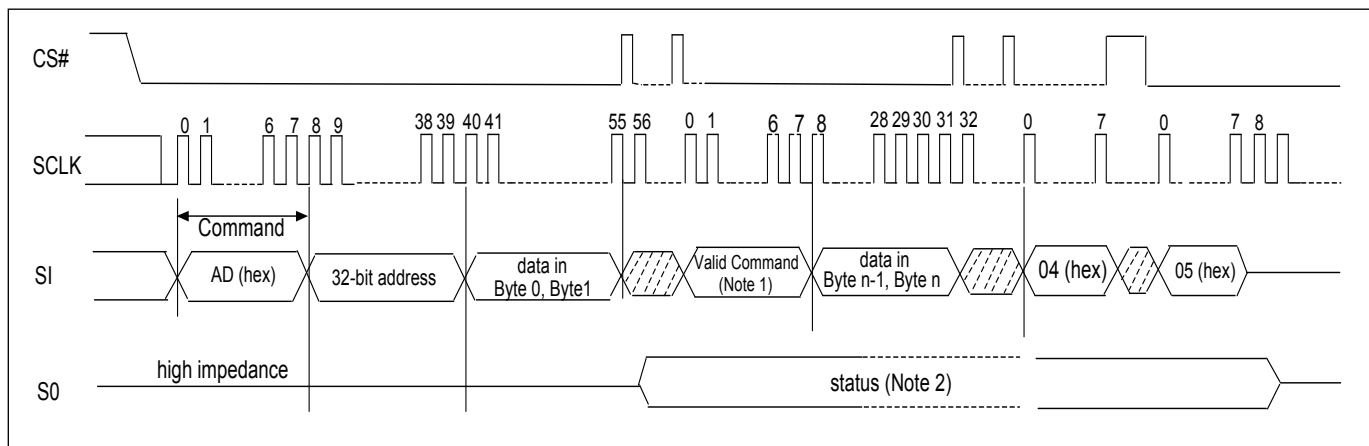 CS#
0 1 6 7 8 9 38 39 40 41 55 56 0 1 6 7 8 28 29 30 31 32 0 7 0 7 8
SCLK
Command
SI
AD (hex)
32-bit address
data in
Byte 0, Byte1
Valid Command
(Note 1)
data in
Byte n-1, Byte n
04 (hex)
05 (hex)
high impedance
S0
status (Note 2)